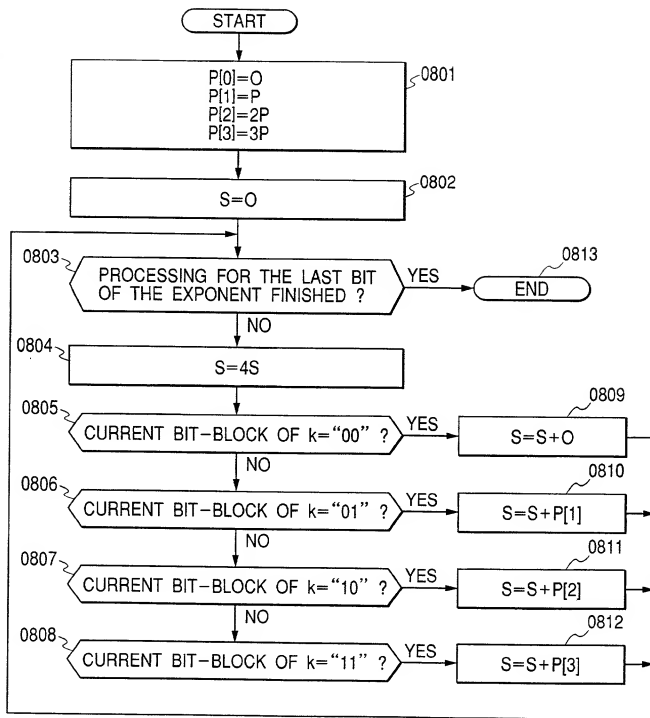 START
0801
P[0]=O
P[1]=P
P[2]=2P
P[3]=3P
0802
S=O
0803
PROCESSING FOR THE LAST BIT
OF THE EXPONENT FINISHED ?
YES
0813
END
NO
0804
S=4S
0805
CURRENT BIT-BLOCK OF k="00" ?
YES
0809
S=S+O
NO
0806
CURRENT BIT-BLOCK OF k="01" ?
YES
0810
S=S+P[1]
NO
0807
CURRENT BIT-BLOCK OF k="10" ?
YES
0811
S=S+P[2]
NO
0808
CURRENT BIT-BLOCK OF k="11" ?
YES
0812
S=S+P[3]